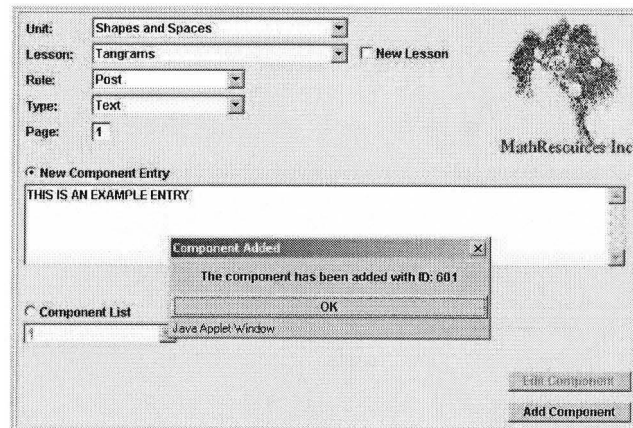 Unit: Shapes and Spaces
Lesson: Tangrams New Lesson
Role: Post
Type: Text
Page: 1
MathResources Inc
New Component Entry
THIS IS AN EXAMPLE ENTRY
Component Added
The component has been added with ID: 601
OK
Java Applet Window
Component List
1
Edit Component
Add Component